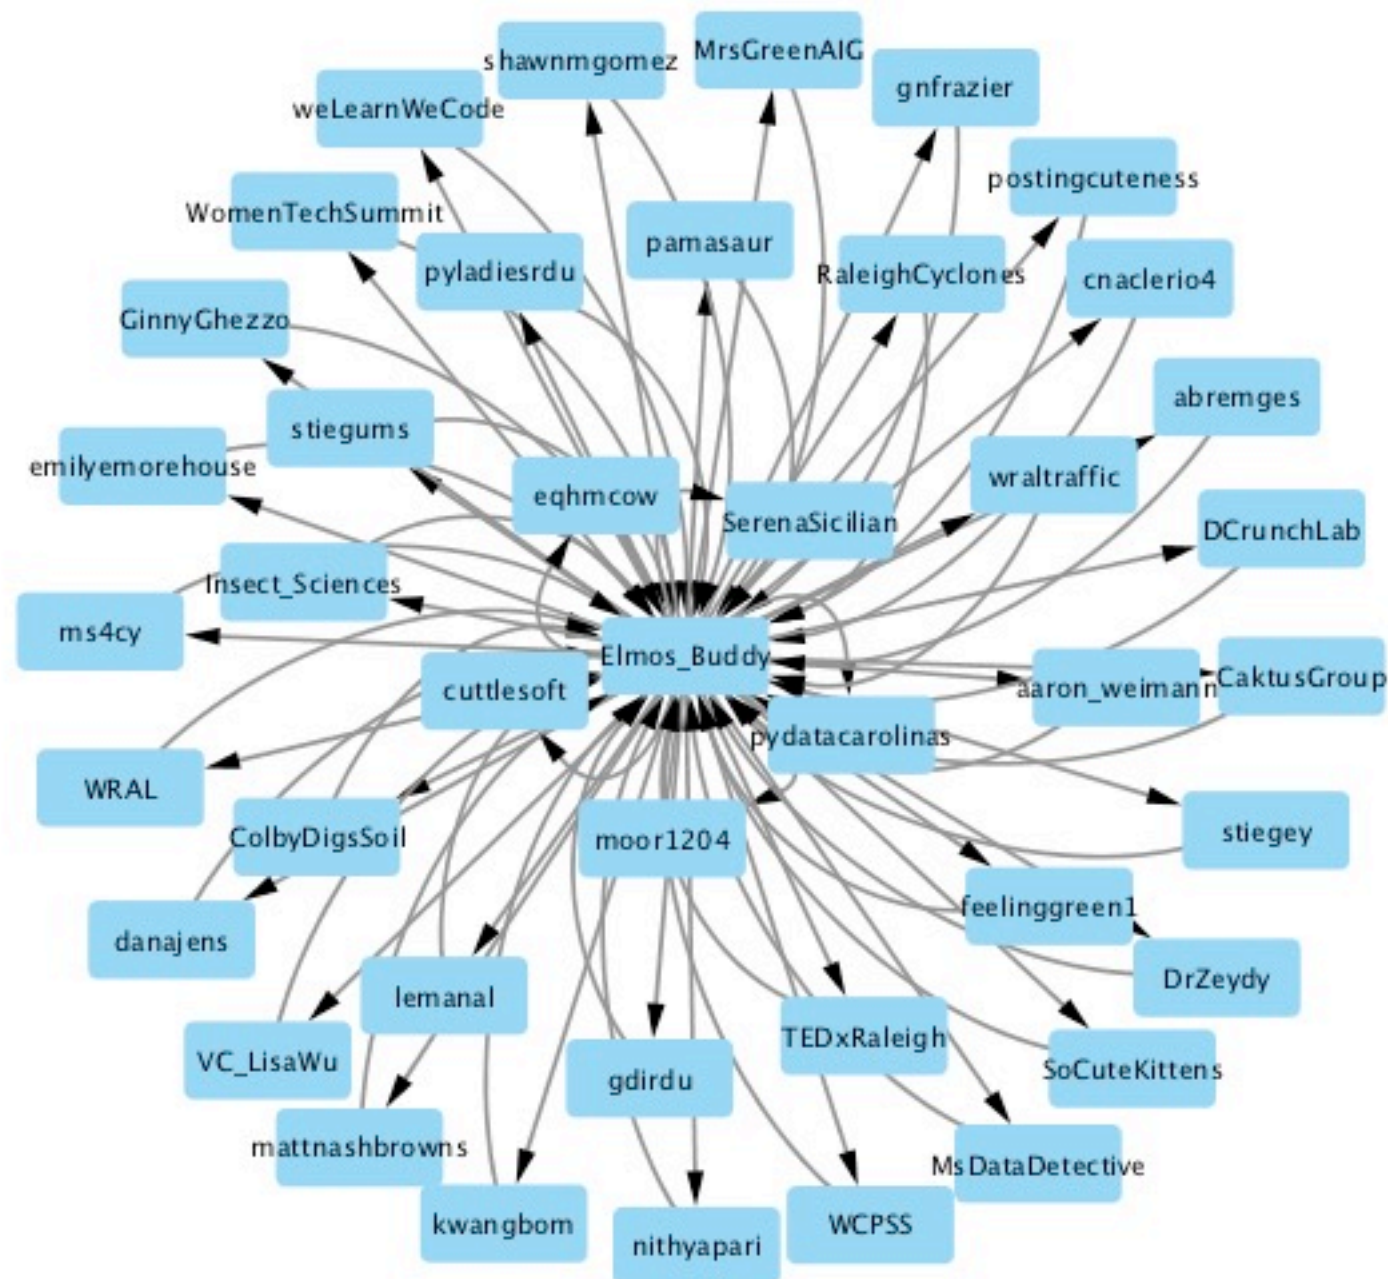 MrsGreenAIG
shawnmgomez
gnfrazier
weLearnWeCode
postingcuteness
WomenTechSummit
pamasaur
pyladiesrdu
RaleighCyclones
cnaclerio4
GinnyGhezzo
abremges
stiegums
emilyemorehouse
wraltraffic
eqhmcow
SerenaSicilian
DCrunchLab
Insect_Sciences
ms4cy
Elmos_Buddy
CaktusGroup
aaron_weimann
cuttlesoft
pydatacarolinas
WRAL
stiegey
ColbyDigsSoil
moor1204
feelinggreen1
danajens
DrZeydy
lemanal
TEDxRaleigh
VC_LisaWu
SoCuteKittens
gdirdu
mattnashbrowns
MsDataDetective
kwangbom
WCPSS
nithyapari